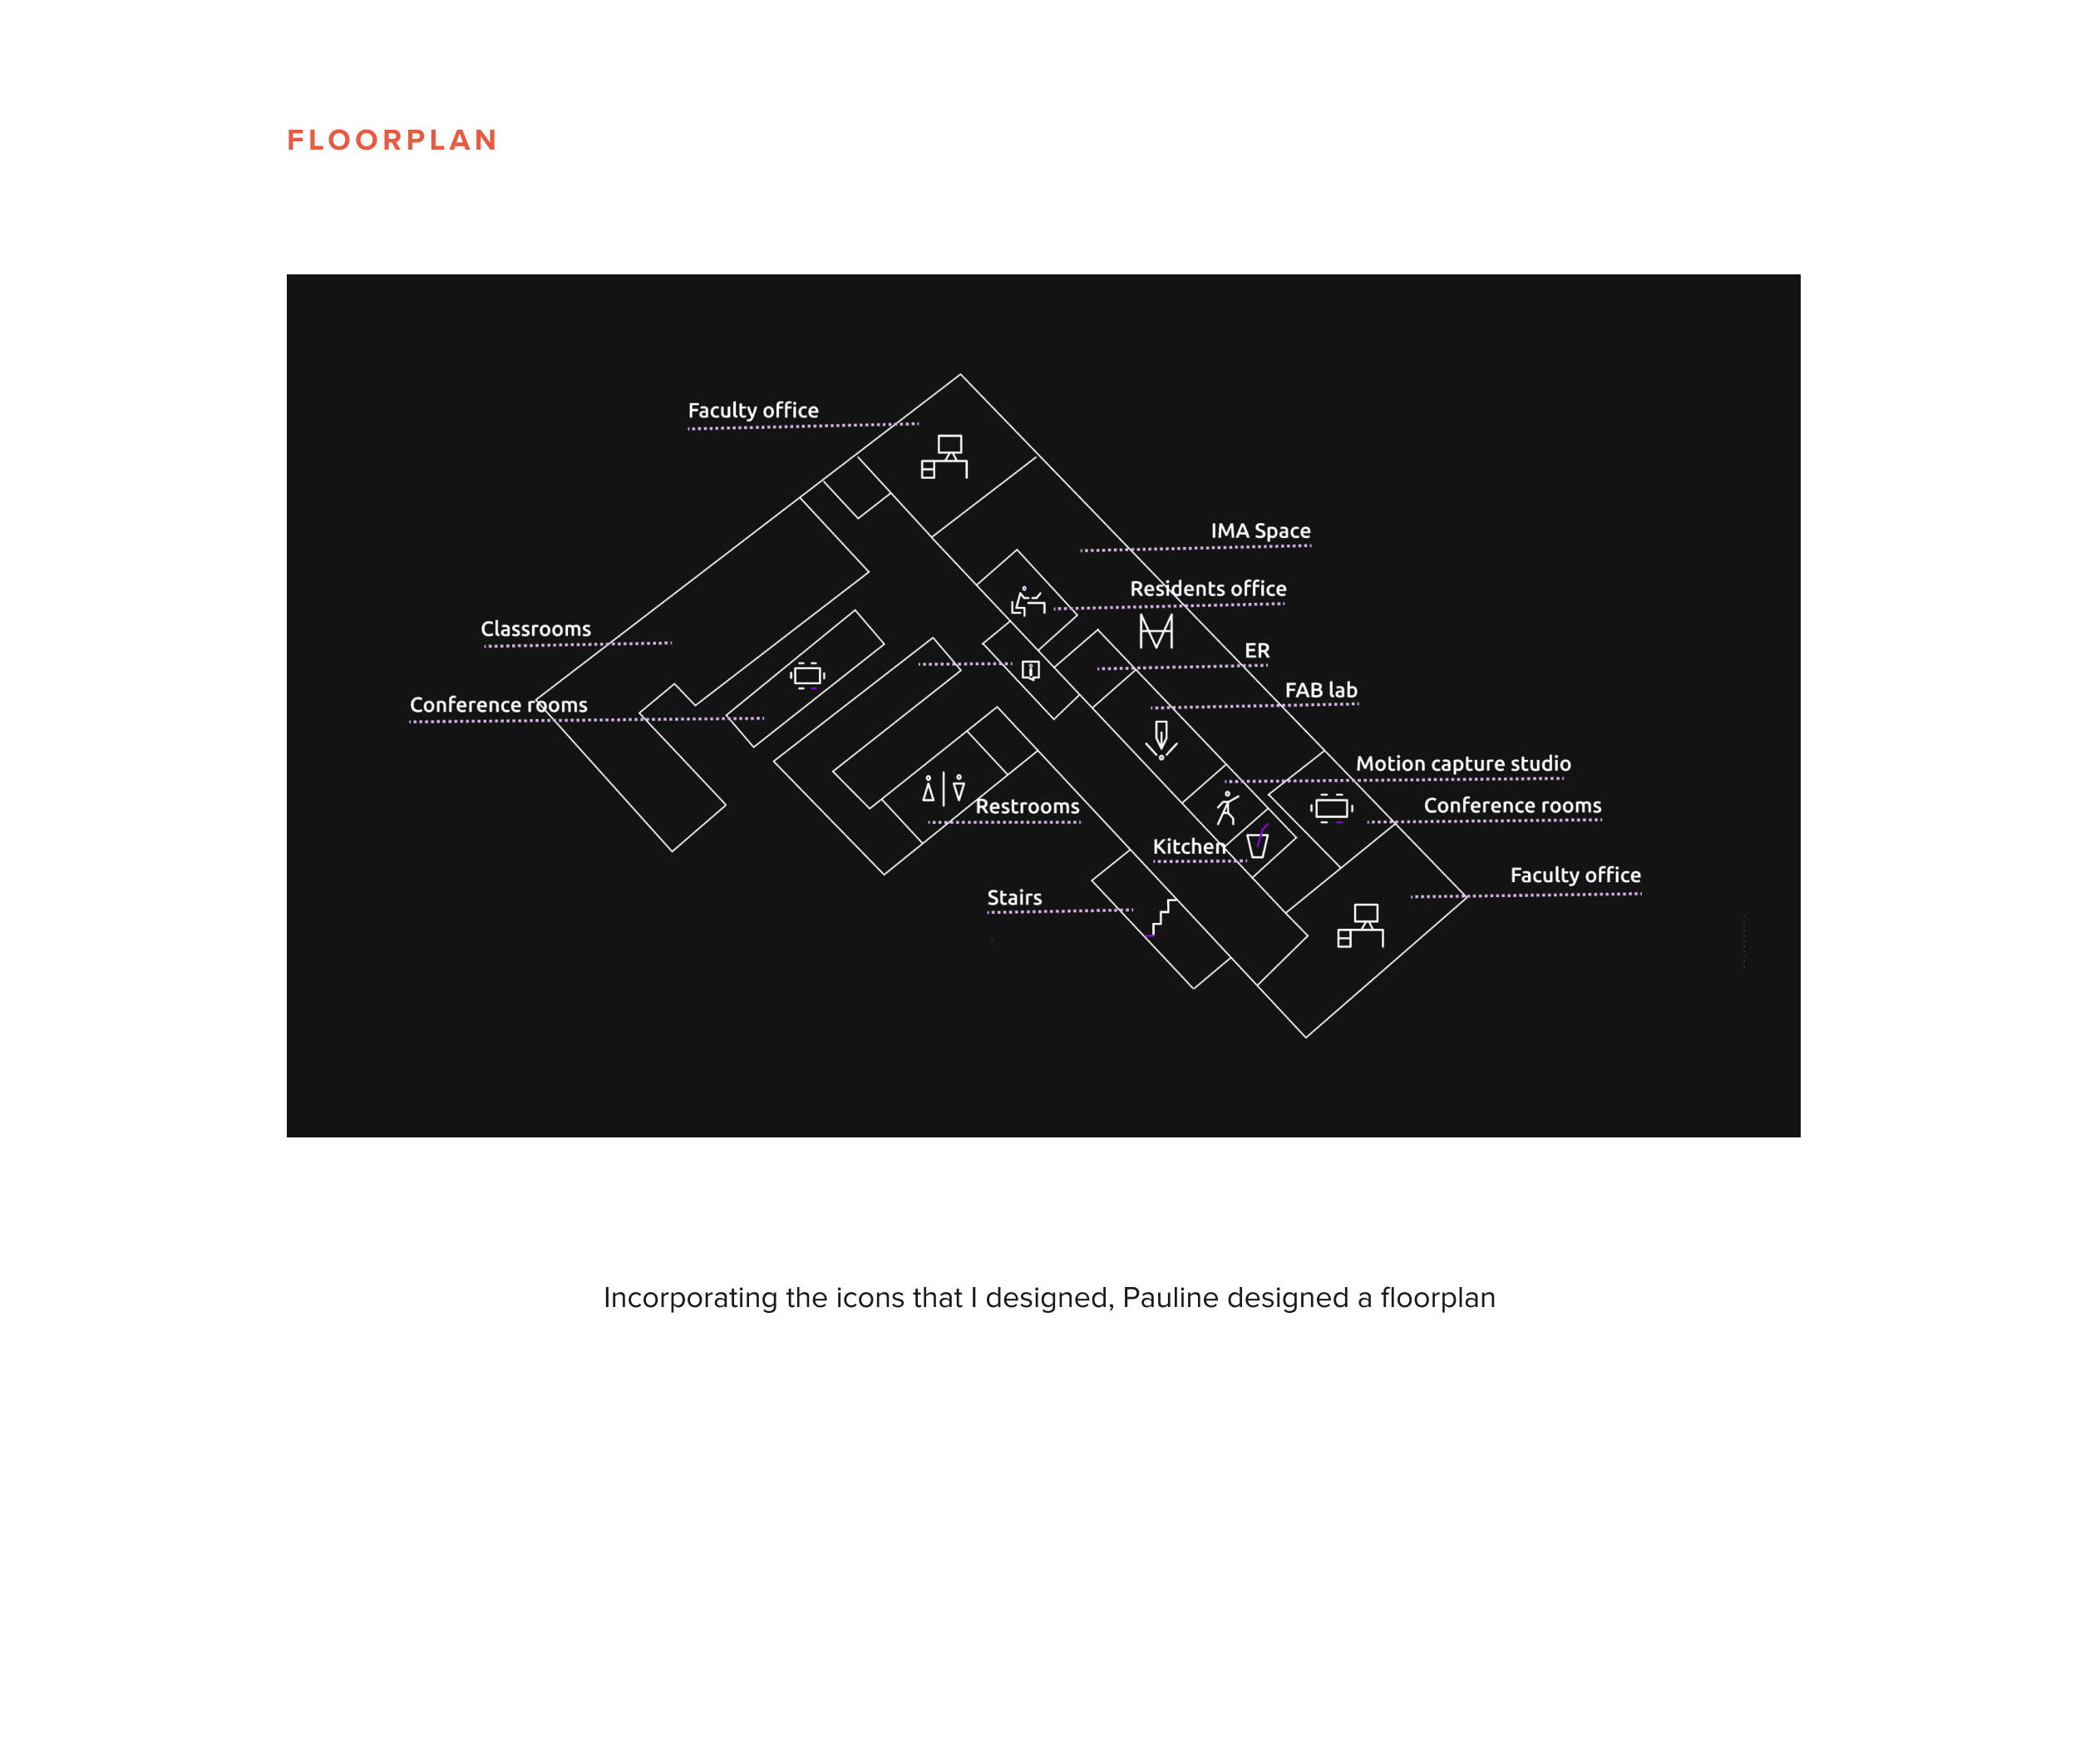 FLOORPLAN
Faculty office
IMA Space
Residents office
Classrooms
ER
FAB lab
Conference rooms
Motion capture studio
Restrooms
Conference rooms
Kitchen
Faculty office
Stairs
Incorporating the icons that I designed, Pauline designed a floorplan